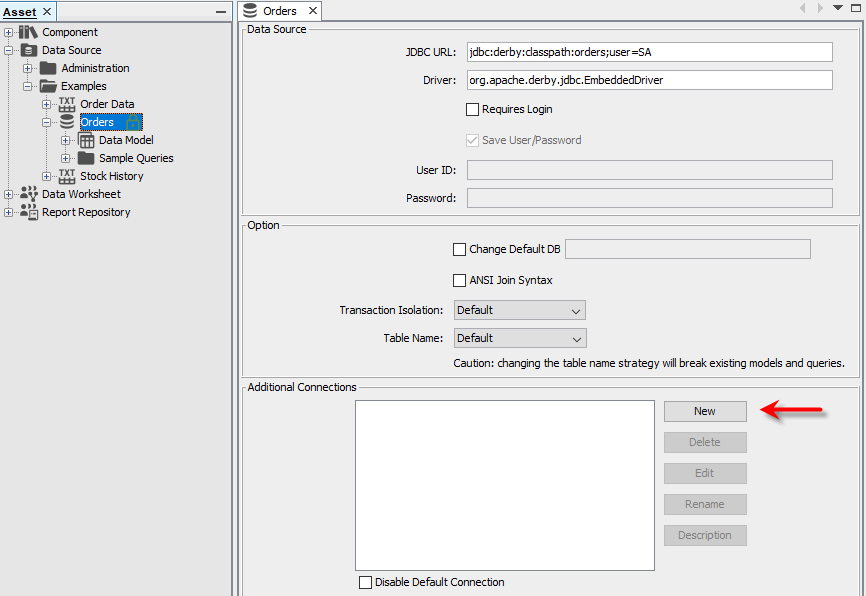 Asset
Component
Data Source
Administration
Examples
TXT Order Data
Orders
Data Model
Sample Queries
TXT Stock History
Data Worksheet
Report Repository
Orders
Data Source
JDBC URL: jdbc:derby:classpath:orders;user=SA
Driver: org.apache.derby.jdbc.EmbeddedDriver
Requires Login
Save User/Password
User ID:
Password:
Option
Change Default DB
ANSI Join Syntax
Transaction Isolation: Default
Table Name: Default
Caution: changing the table name strategy will break existing models and queries.
Additional Connections
New
Delete
Edit
Rename
Description
Disable Default Connection